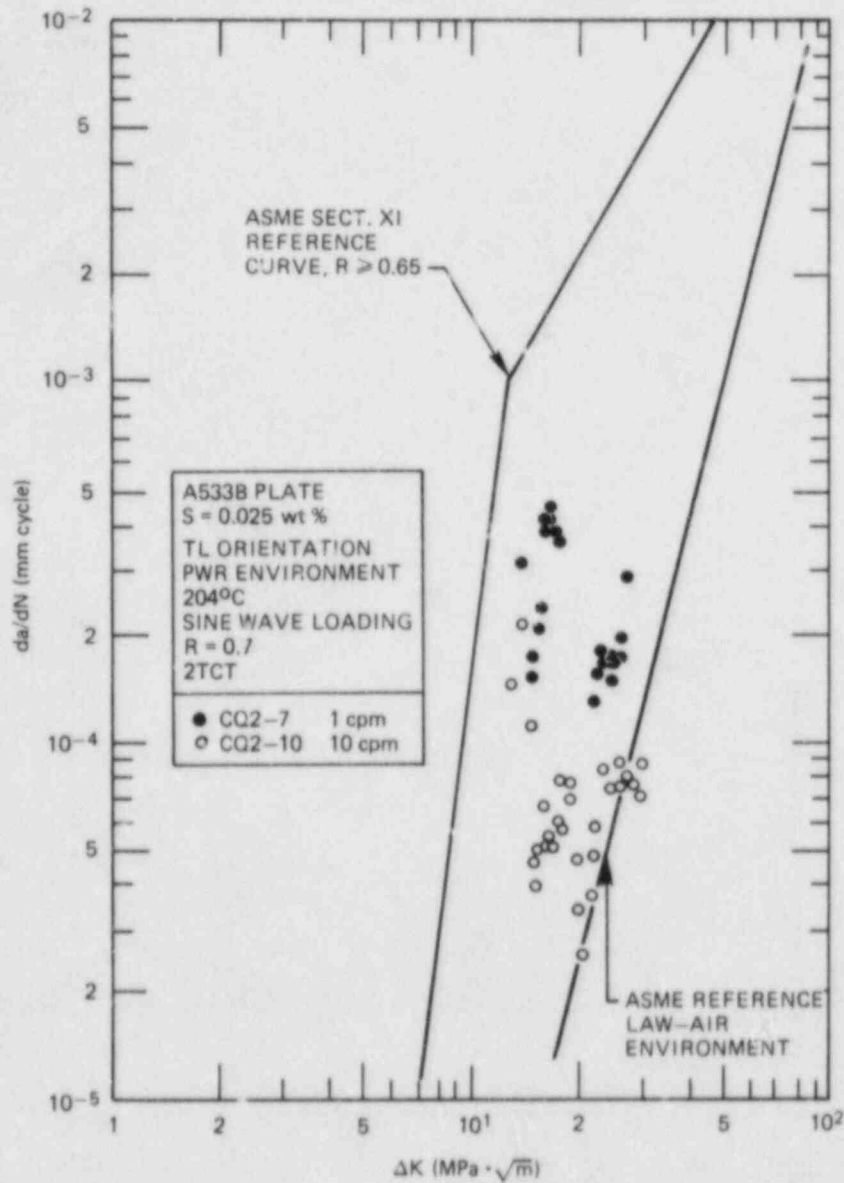 10⁻²
5
2
10⁻³
5
2
10⁻⁴
5
2
10⁻⁵
da/dN (mm cycle)
ASME SECT. XI
REFERENCE
CURVE, R ⩾ 0.65
A533B PLATE
S = 0.025 wt %
TL ORIENTATION
PWR ENVIRONMENT
204°C
SINE WAVE LOADING
R = 0.7
2TCT
● CQ2–7 1 cpm
○ CQ2–10 10 cpm
ASME REFERENCE
LAW–AIR
ENVIRONMENT
1 2 5 10¹ 2 5 10²
ΔK (MPa · √m)